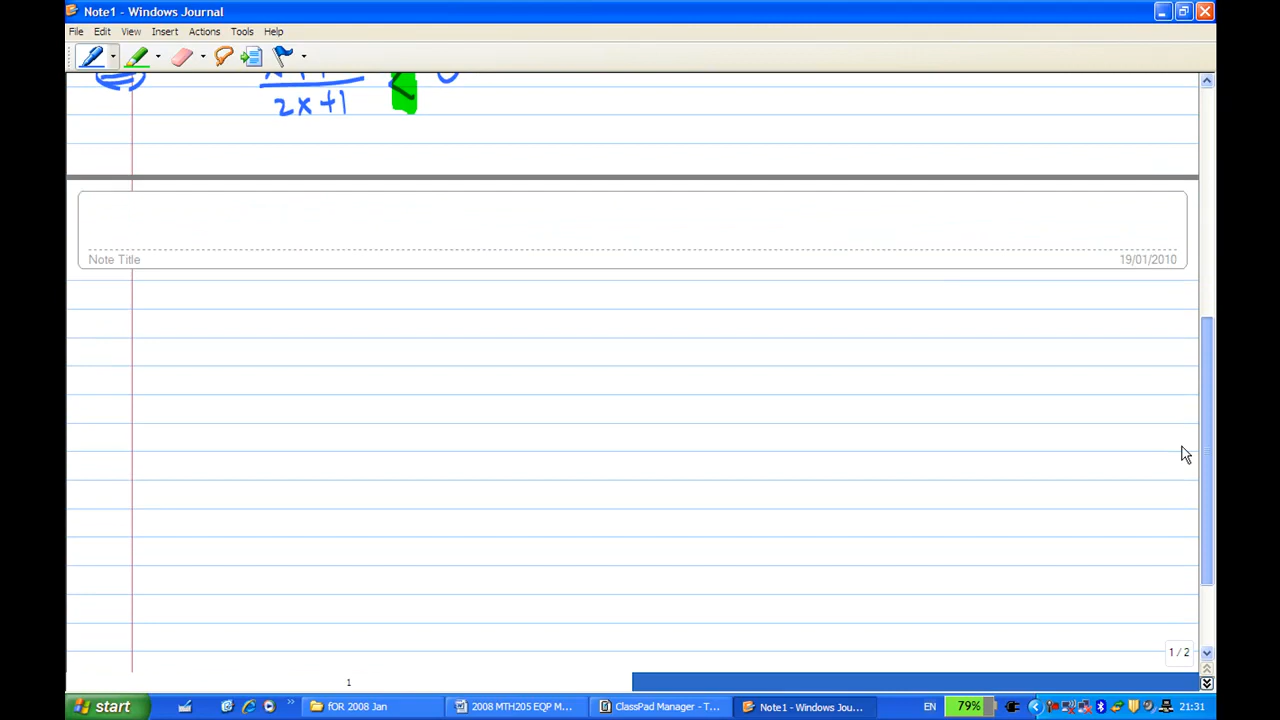 Note1 - Windows Journal
File Edit View Insert Actions Tools Help
2x+1 < 0
Note Title
19/01/2010
1 / 2
1
start
fOR 2008 Jan
2008 MTH205 EQP M...
ClassPad Manager - T...
Note1 - Windows Jou...
EN
79%
21:31